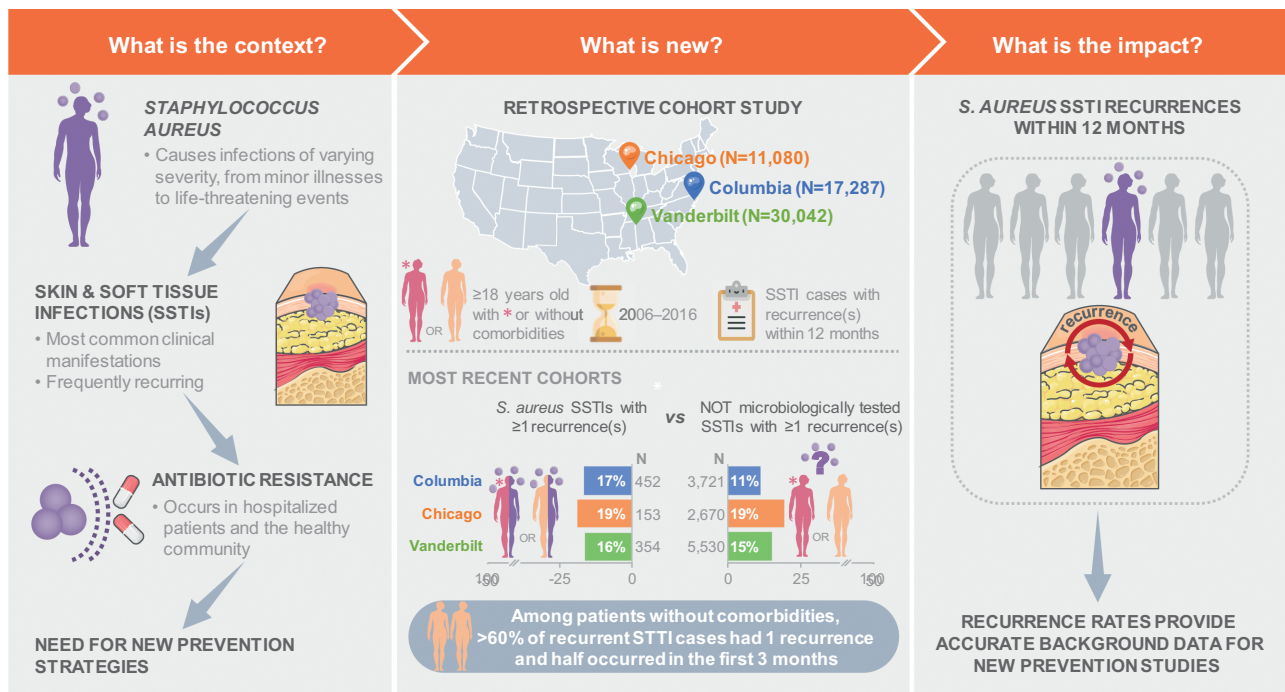 What is the context?
What is new?
What is the impact?
STAPHYLOCOCCUS
AUREUS
• Causes infections of varying
severity, from minor illnesses
to life-threatening events
SKIN & SOFT TISSUE
INFECTIONS (SSTIs)
• Most common clinical
manifestations
• Frequently recurring
ANTIBIOTIC RESISTANCE
• Occurs in hospitalized
patients and the healthy
community
NEED FOR NEW PREVENTION
STRATEGIES
RETROSPECTIVE COHORT STUDY
Chicago (N=11,080)
Columbia (N=17,287)
Vanderbilt (N=30,042)
*
OR
≥18 years old
with * or without
comorbidities
2006–2016
SSTI cases with
recurrence(s)
within 12 months
MOST RECENT COHORTS
*
S. aureus SSTIs with
≥1 recurrence(s)
vs
NOT microbiologically tested
SSTIs with ≥1 recurrence(s)
N
N
?
Columbia * 17% 452 3,721 11% *
Chicago 19% 153 2,670 19%
Vanderbilt OR 16% 354 5,530 15% OR
-25 0 0 25
Among patients without comorbidities,
>60% of recurrent STTI cases had 1 recurrence
and half occurred in the first 3 months
S. AUREUS SSTI RECURRENCES
WITHIN 12 MONTHS
recurrence
RECURRENCE RATES PROVIDE
ACCURATE BACKGROUND DATA FOR
NEW PREVENTION STUDIES